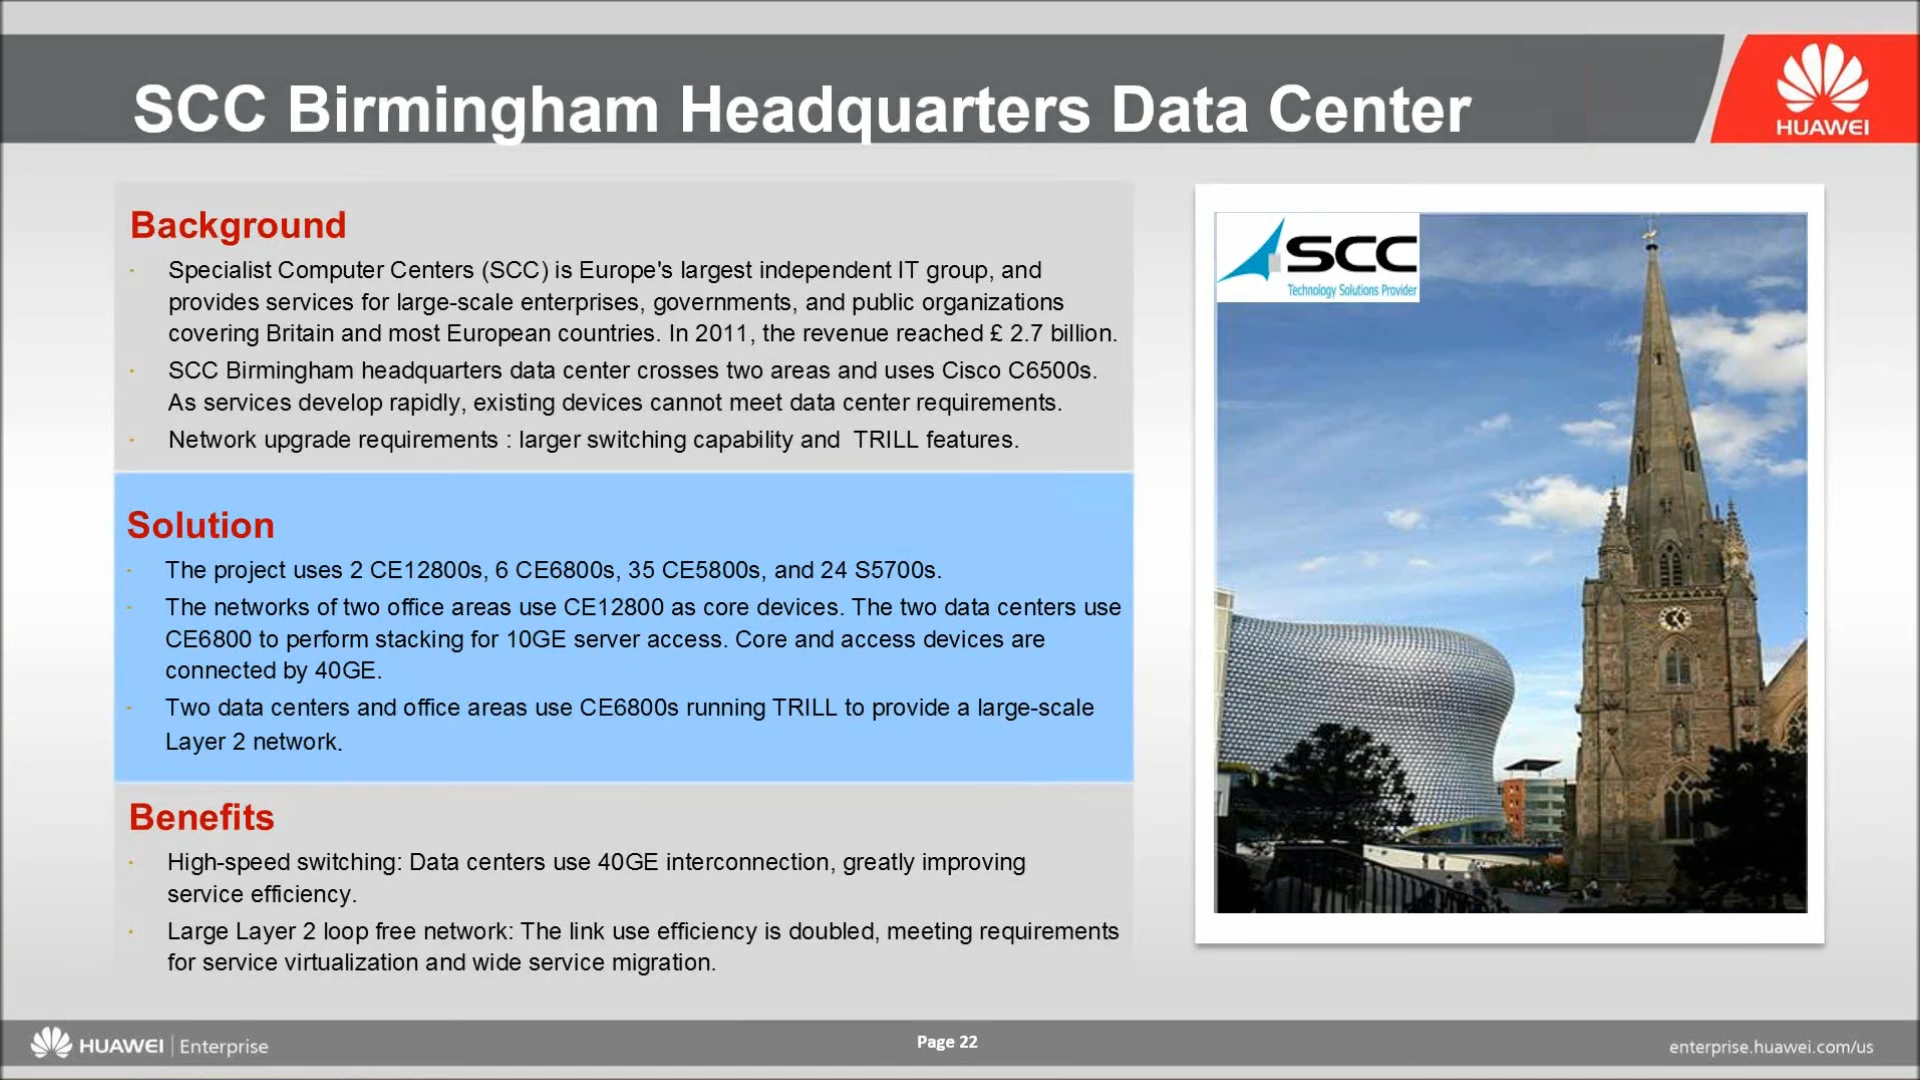 SCC Birmingham Headquarters Data Center
HUAWEI
Background
· Specialist Computer Centers (SCC) is Europe's largest independent IT group, and
provides services for large-scale enterprises, governments, and public organizations
covering Britain and most European countries. In 2011, the revenue reached £ 2.7 billion.
· SCC Birmingham headquarters data center crosses two areas and uses Cisco C6500s.
As services develop rapidly, existing devices cannot meet data center requirements.
· Network upgrade requirements : larger switching capability and  TRILL features.
Solution
· The project uses 2 CE12800s, 6 CE6800s, 35 CE5800s, and 24 S5700s.
· The networks of two office areas use CE12800 as core devices. The two data centers use
CE6800 to perform stacking for 10GE server access. Core and access devices are
connected by 40GE.
· Two data centers and office areas use CE6800s running TRILL to provide a large-scale
Layer 2 network.
Benefits
· High-speed switching: Data centers use 40GE interconnection, greatly improving
service efficiency.
· Large Layer 2 loop free network: The link use efficiency is doubled, meeting requirements
for service virtualization and wide service migration.
SCC
Technology Solutions Provider
HUAWEI | Enterprise
Page 22
enterprise.huawei.com/us